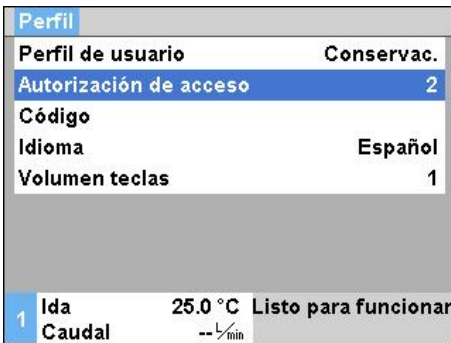 Perfil
Perfil de usuario Conservac.
Autorización de acceso 2
Código
Idioma Español
Volumen teclas 1
1 Ida 25.0 °C Listo para funcionar
Caudal -- L/min